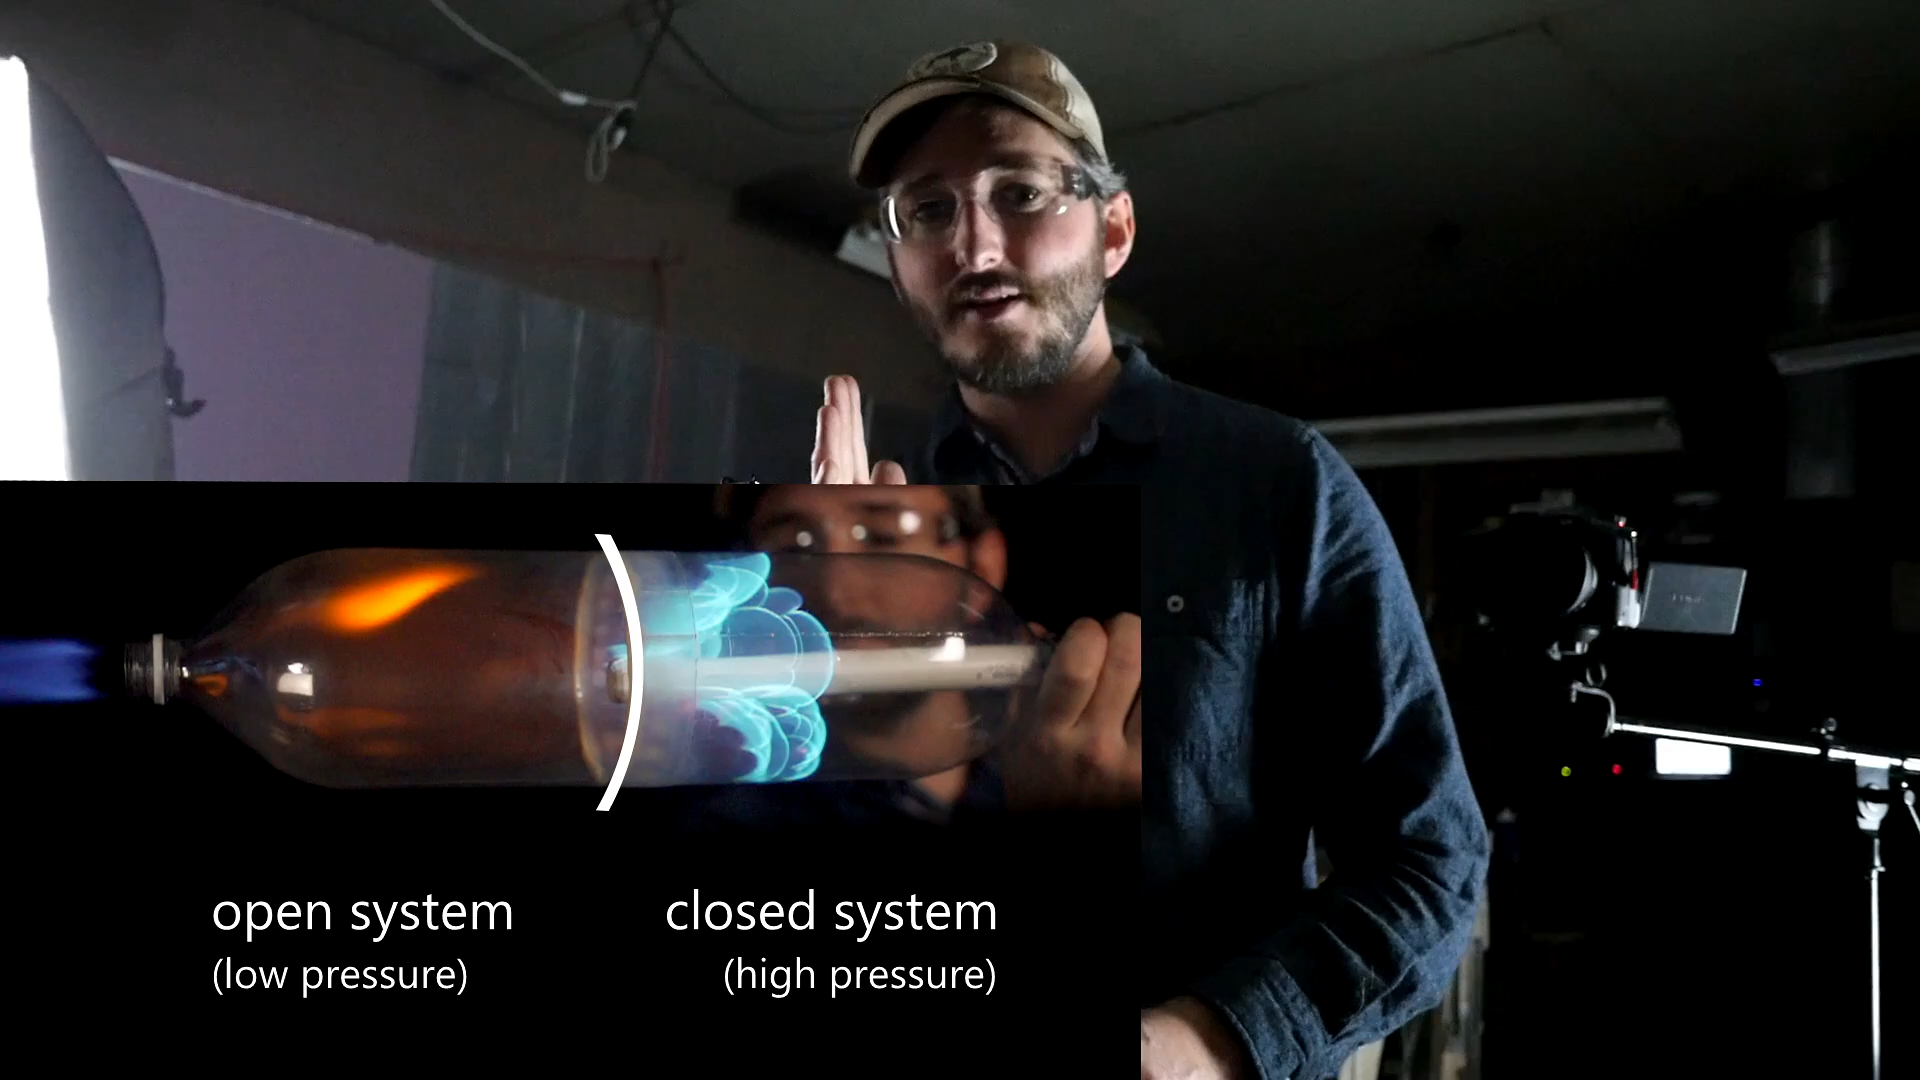 open system
closed system
(low pressure)
(high pressure)